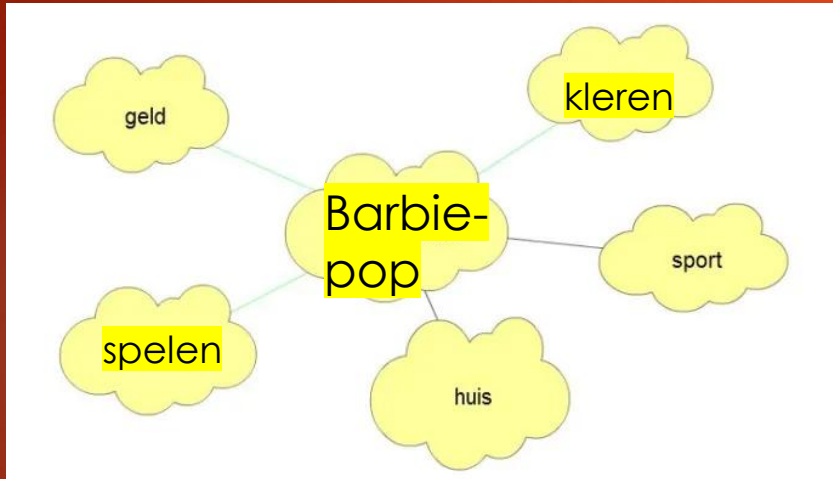 geld
kleren
Barbie-
pop
sport
spelen
huis